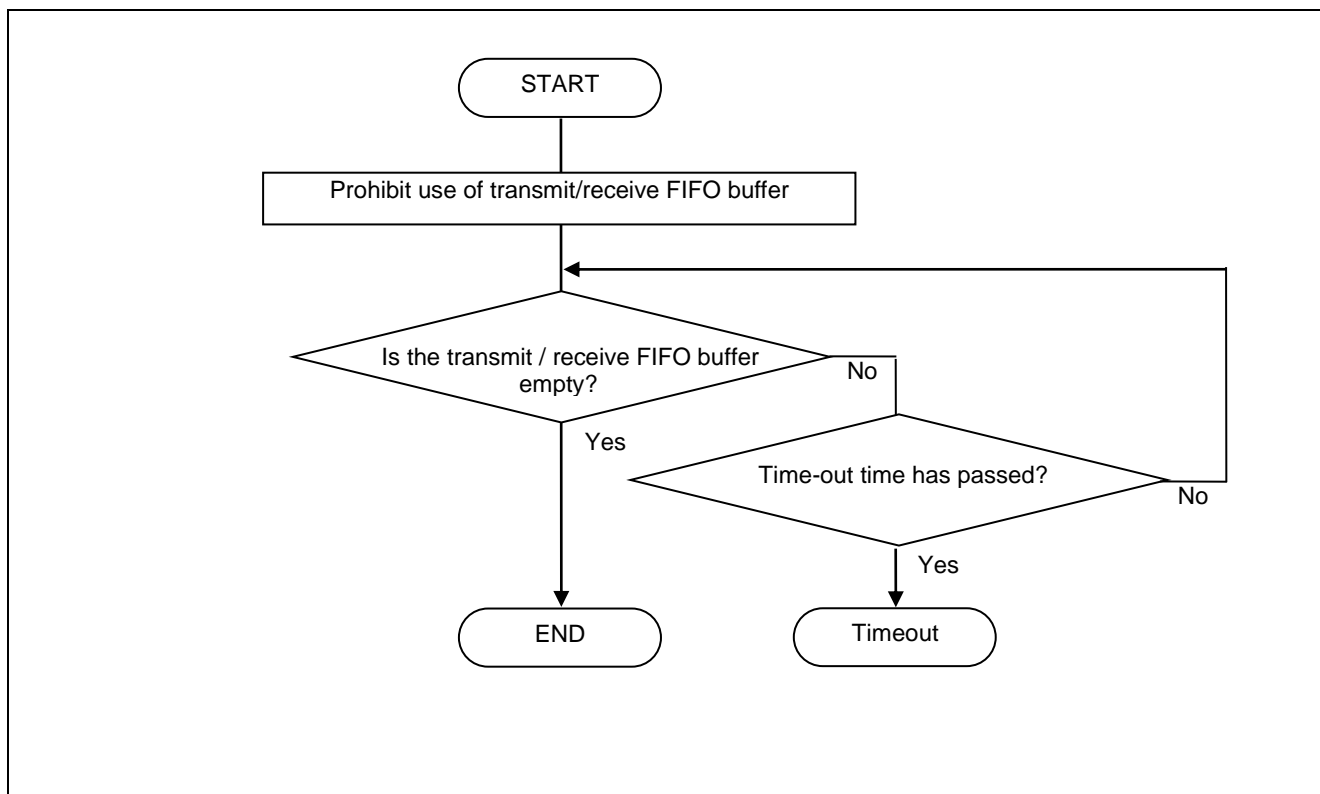 START
Prohibit use of transmit/receive FIFO buffer
Is the transmit / receive FIFO buffer
empty?
No
Yes
Time-out time has passed?
No
Yes
END
Timeout